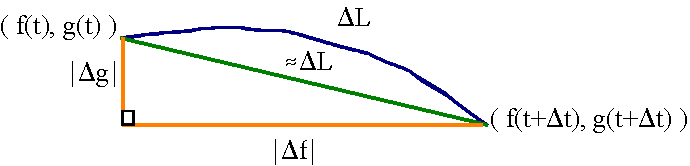 ( f(t), g(t) )
ΔL
≈ΔL
|Δg|
( f(t+Δt), g(t+Δt) )
|Δf|